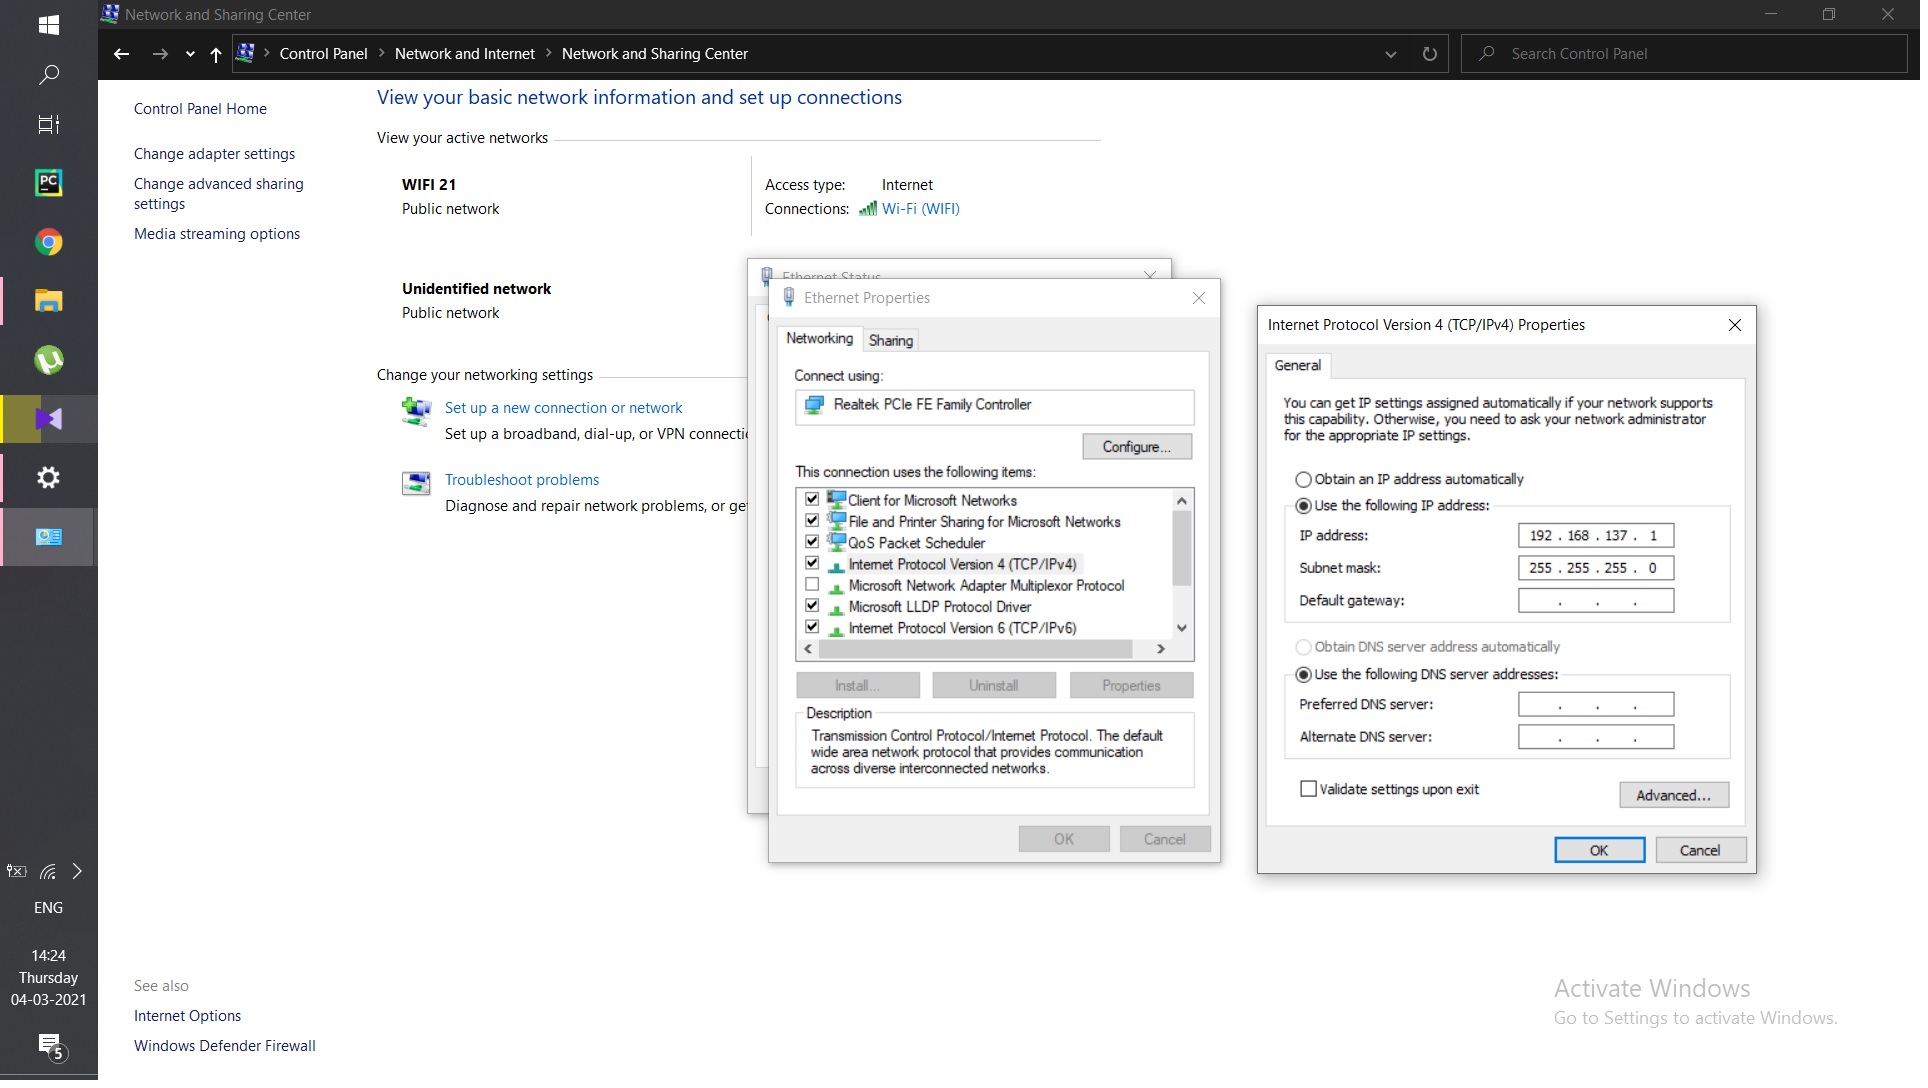 Network and Sharing Center
Control Panel > Network and Internet > Network and Sharing Center
Search Control Panel
Control Panel Home
Change adapter settings
Change advanced sharing
settings
Media streaming options
View your basic network information and set up connections
View your active networks
WIFI 21
Public network
Access type: Internet
Connections: Wi-Fi (WIFI)
Unidentified network
Public network
Change your networking settings
Set up a new connection or network
Set up a broadband, dial-up, or VPN connecti
Troubleshoot problems
Diagnose and repair network problems, or ge
Ethernet Status
Ethernet Properties
Networking
Sharing
Connect using:
Realtek PCIe FE Family Controller
Configure...
This connection uses the following items:
Client for Microsoft Networks
File and Printer Sharing for Microsoft Networks
QoS Packet Scheduler
Internet Protocol Version 4 (TCP/IPv4)
Microsoft Network Adapter Multiplexor Protocol
Microsoft LLDP Protocol Driver
Internet Protocol Version 6 (TCP/IPv6)
Install...
Uninstall
Properties
Description
Transmission Control Protocol/Internet Protocol. The default
wide area network protocol that provides communication
across diverse interconnected networks.
OK
Cancel
Internet Protocol Version 4 (TCP/IPv4) Properties
General
You can get IP settings assigned automatically if your network supports
this capability. Otherwise, you need to ask your network administrator
for the appropriate IP settings.
Obtain an IP address automatically
Use the following IP address:
IP address: 192 . 168 . 137 . 1
Subnet mask: 255 . 255 . 255 . 0
Default gateway: . . .
Obtain DNS server address automatically
Use the following DNS server addresses:
Preferred DNS server: . . .
Alternate DNS server: . . .
Validate settings upon exit
Advanced...
OK
Cancel
See also
Internet Options
Windows Defender Firewall
Activate Windows
Go to Settings to activate Windows.
PC
ENG
14:24
Thursday
04-03-2021
5